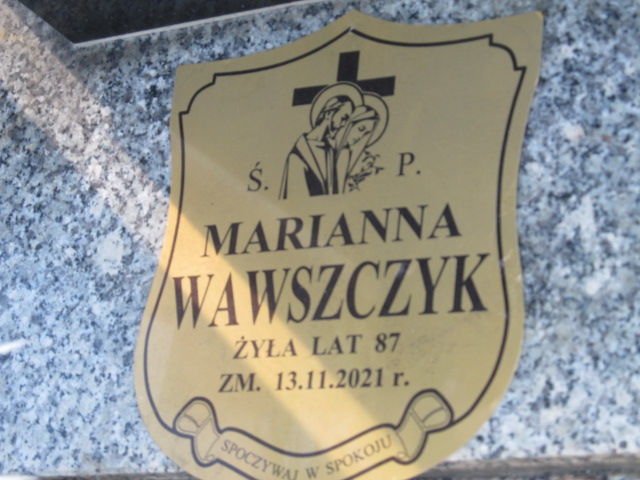 Ś. P.
MARIANNA
WAWSZCZYK
ŻYŁA LAT 87
ZM. 13.11.2021 r.
SPOCZYWAJ W SPOKOJU